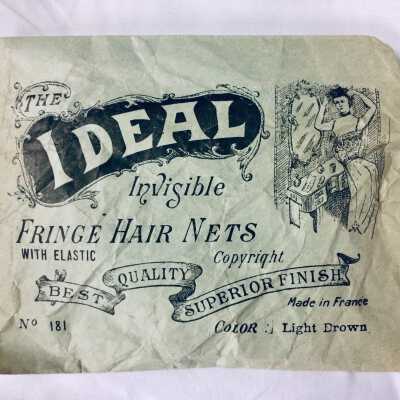 THE
IDEAL
Invisible
FRINGE HAIR NETS
WITH ELASTIC Copyright
BEST QUALITY SUPERIOR FINISH
Made in France
No 181 COLOR : Light Drown